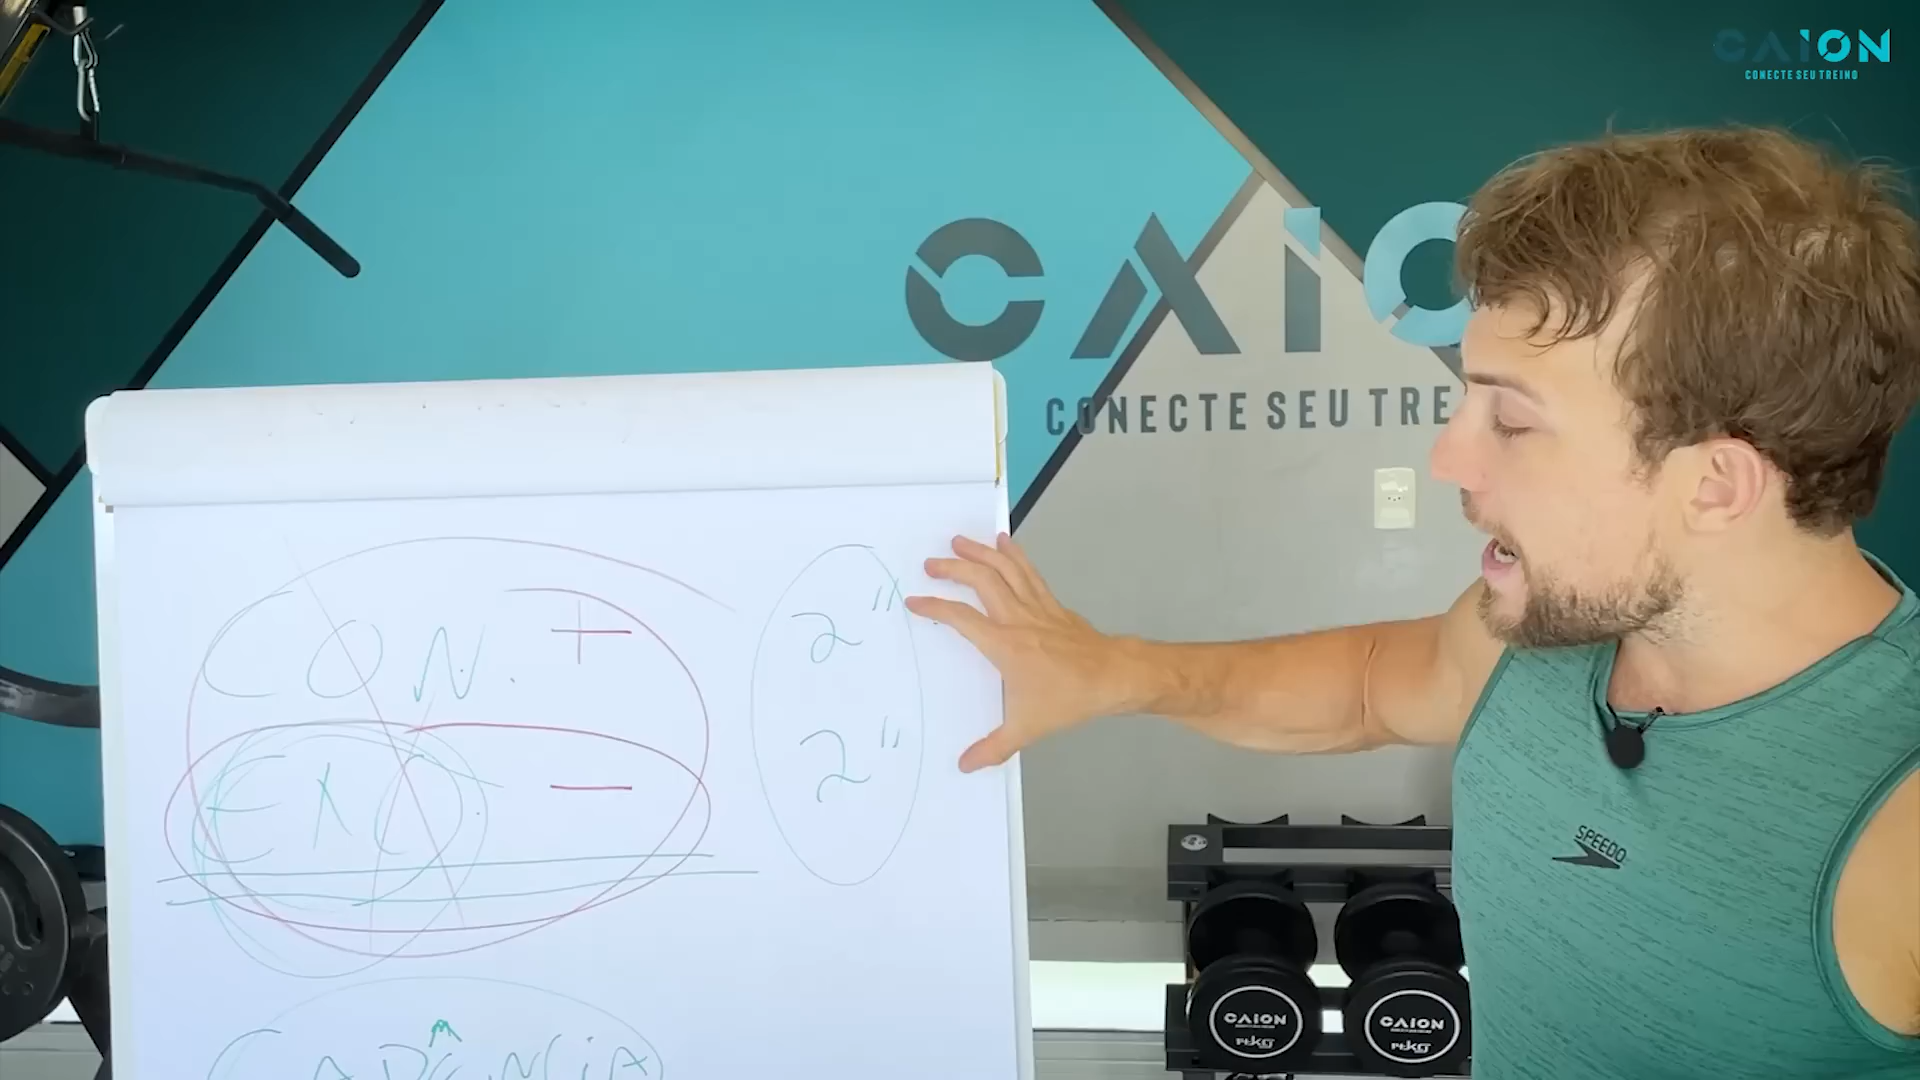 CAION
CONECTE SEU TREINO
CAIO
CONECTE SEU TRE
CON. + 2"
EXC. - 2"
CADÊNCIA
SPEEDO
CAION
CAION